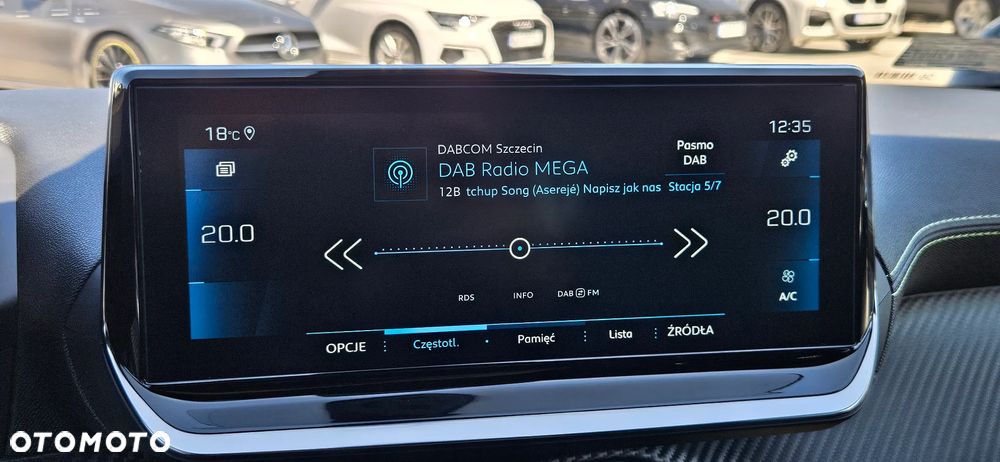 18°C
12:35
DABCOM Szczecin
DAB Radio MEGA
12B tchup Song (Aserejé) Napisz jak nas
Pasmo
DAB
Stacja 5/7
20.0
20.0
RDS
INFO
DAB FM
A/C
OPCJE
Częstotl.
Pamięć
Lista
ŹRÓDŁA
OTOMOTO